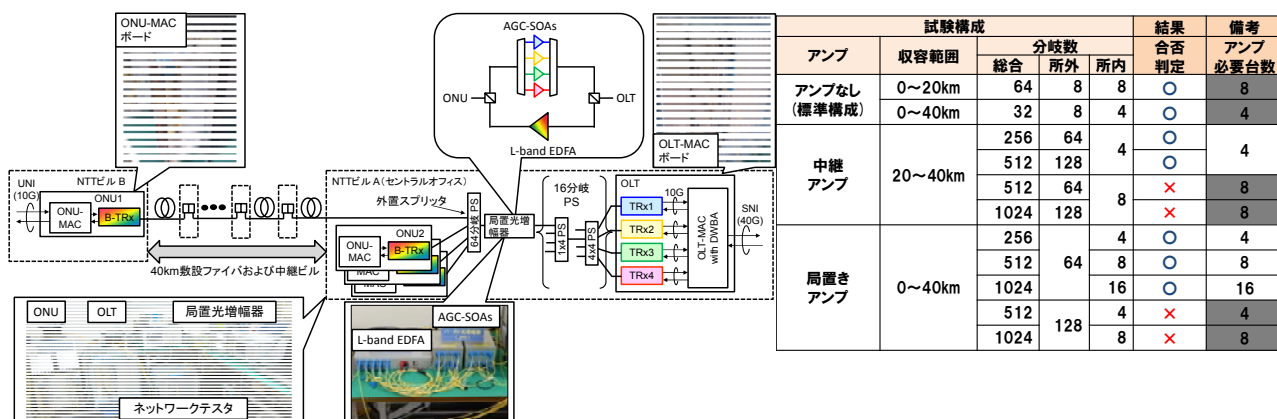 ONU-MAC
ボード
AGC-SOAs
ONU
OLT
L-band EDFA
OLT-MAC
ボード
UNI
(10G)
NTTビル B
ONU1
ONU-
MAC
B-TRx
40km敷設ファイバおよび中継ビル
NTTビル A(セントラルオフィス)
外置スプリッタ
64分岐 PS
ONU2
ONU-
MAC
B-TRx
MAC
局置光増
幅器
16分岐
PS
1x4 PS
4x4 PS
OLT
TRx1
TRx2
TRx3
TRx4
10G
OLT-MAC
with DWBA
SNI
(40G)
ONU
OLT
局置光増幅器
ネットワークテスタ
AGC-SOAs
L-band EDFA
試験構成 結果 備考
アンプ 収容範囲 分岐数 合否 アンプ
総合 所外 所内 判定 必要台数
アンプなし 0～20km 64 8 8 ○ 8
(標準構成) 0～40km 32 8 4 ○ 4
中継
アンプ
20～40km
256 64 4 ○ 4
512 128 ○
512 64 8 × 8
1024 128 × 8
局置き
アンプ
0～40km
256 64 4 ○ 4
512 8 ○ 8
1024 16 ○ 16
512 128 4 × 4
1024 8 × 8